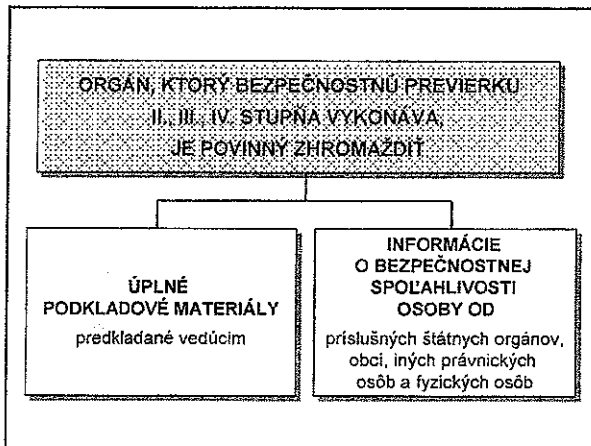 ORGÁN, KTORÝ BEZPEČNOSTNÚ PREVIERKU
II., III., IV. STUPŇA VYKONÁVA,
JE POVINNÝ ZHROMAŽDIŤ
ÚPLNÉ
PODKLADOVÉ MATERIÁLY
predkladané vedúcim
INFORMÁCIE
O BEZPEČNOSTNEJ
SPOĽAHLIVOSTI
OSOBY OD
príslušných štátnych orgánov,
obcí, iných právnických
osôb a fyzických osôb